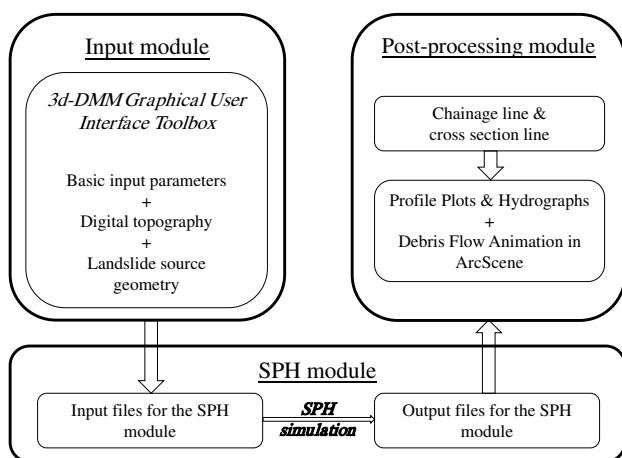 Input module
3d-DMM Graphical User
Interface Toolbox
Basic input parameters
+
Digital topography
+
Landslide source
geometry
Post-processing module
Chainage line &
cross section line
Profile Plots & Hydrographs
+
Debris Flow Animation in
ArcScene
SPH module
Input files for the SPH
module
SPH
simulation
Output files for the SPH
module